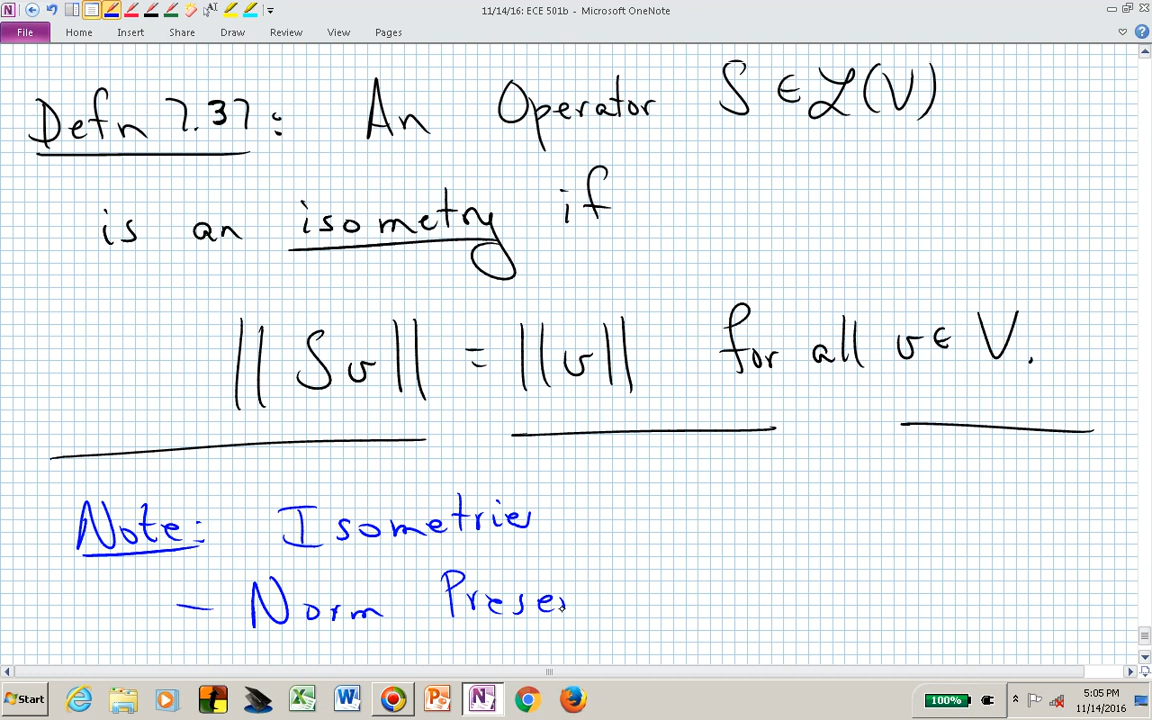 11/14/16: ECE 501b - Microsoft OneNote
File Home Insert Share Draw Review View Pages
Defn 7.37: An Operator S ∈ ℒ(V)
is an isometry if
||Sv|| = ||v|| for all v ∈ V.
Note: Isometries
- Norm Prese
Start
100%
5:05 PM
11/14/2016